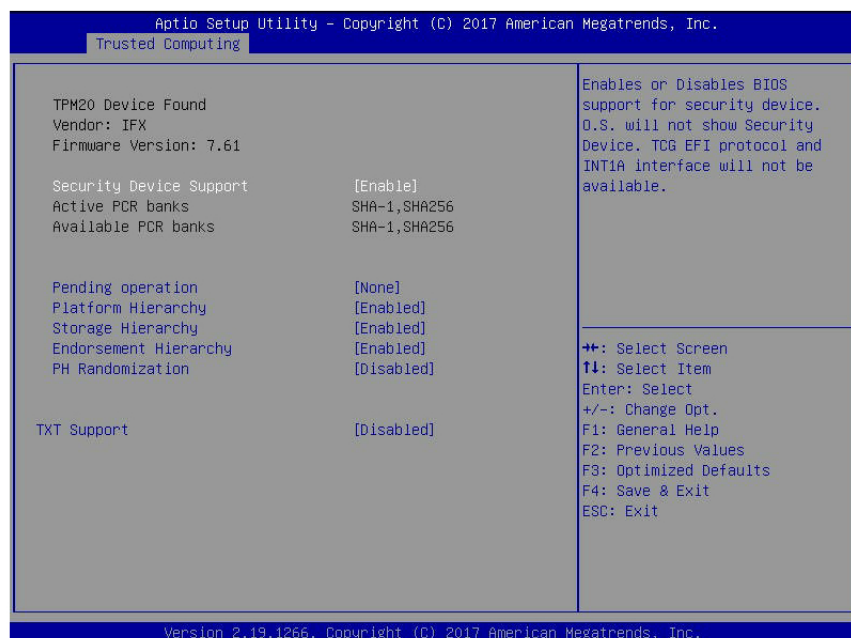 Aptio Setup Utility – Copyright (C) 2017 American Megatrends, Inc.
Trusted Computing
TPM20 Device Found
Vendor: IFX
Firmware Version: 7.61
Security Device Support [Enable]
Active PCR banks SHA-1,SHA256
Available PCR banks SHA-1,SHA256
Pending operation [None]
Platform Hierarchy [Enabled]
Storage Hierarchy [Enabled]
Endorsement Hierarchy [Enabled]
PH Randomization [Disabled]
TXT Support [Disabled]
Enables or Disables BIOS
support for security device.
O.S. will not show Security
Device. TCG EFI protocol and
INT1A interface will not be
available.
→←: Select Screen
↑↓: Select Item
Enter: Select
+/-: Change Opt.
F1: General Help
F2: Previous Values
F3: Optimized Defaults
F4: Save & Exit
ESC: Exit
Version 2.19.1266. Copyright (C) 2017 American Megatrends, Inc.